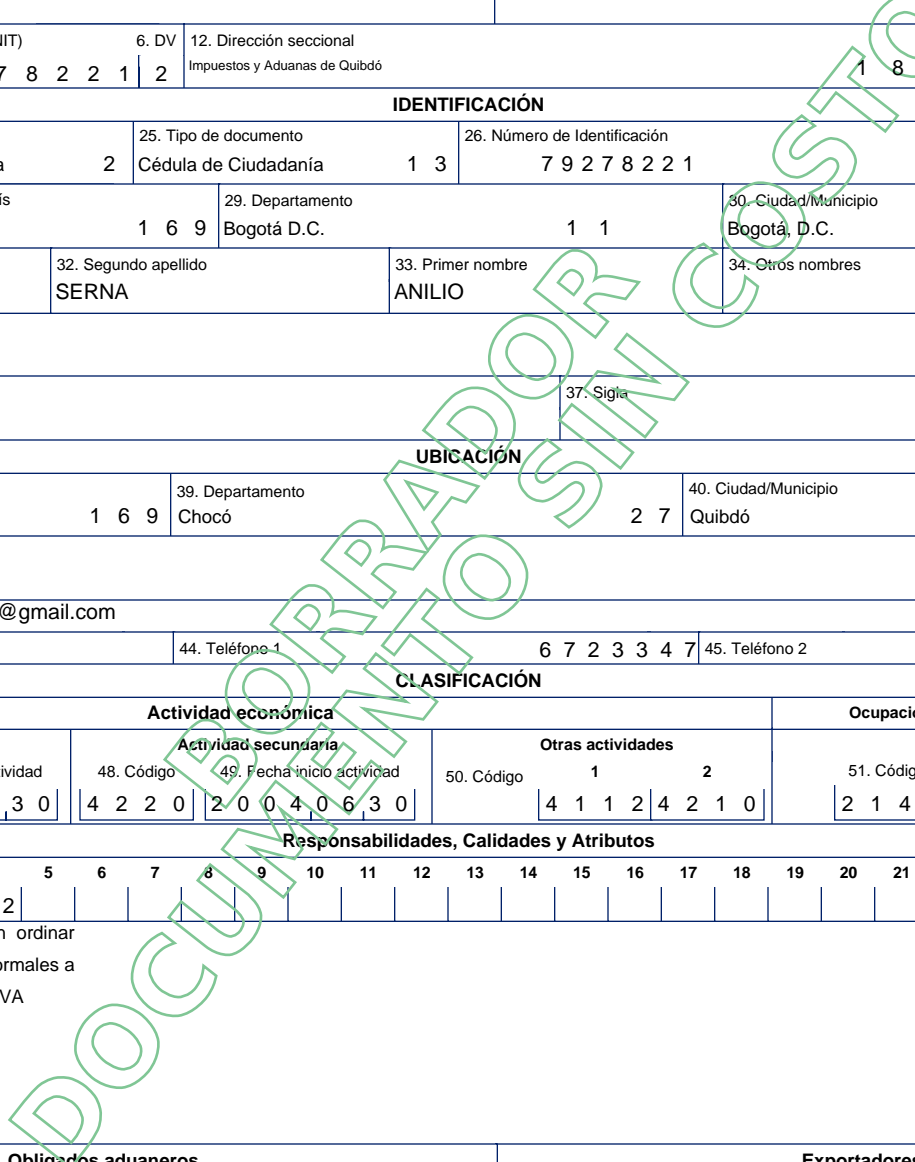 IT) 6. DV 12. Dirección seccional
7 8 2 2 1 2 Impuestos y Aduanas de Quibdó 1 8
IDENTIFICACIÓN
25. Tipo de documento 26. Número de Identificación
a 2 Cédula de Ciudadanía 1 3 7 9 2 7 8 2 2 1
ís 29. Departamento 30. Ciudad/Municipio
1 6 9 Bogotá D.C. 1 1 Bogotá, D.C.
32. Segundo apellido 33. Primer nombre 34. Otros nombres
SERNA ANILIO
37. Sigla
UBICACIÓN
39. Departamento 40. Ciudad/Municipio
1 6 9 Chocó 2 7 Quibdó
@gmail.com
44. Teléfono 1 6 7 2 3 3 4 7 45. Teléfono 2
CLASIFICACIÓN
Actividad económica Ocupació
Actividad secundaria Otras actividades
ividad 48. Código 49. Fecha inicio actividad 50. Código 1 2 51. Códig
3 0 4 2 2 0 2 0 0 4 0 6 3 0 4 1 1 2 4 2 1 0 2 1 4
Responsabilidades, Calidades y Atributos
5 6 7 8 9 10 11 12 13 14 15 16 17 18 19 20 21
2
n ordinar
ormales a
VA
Obligados aduaneros Exportadores
BORRADOR
DOCUMENTO SIN COSTO